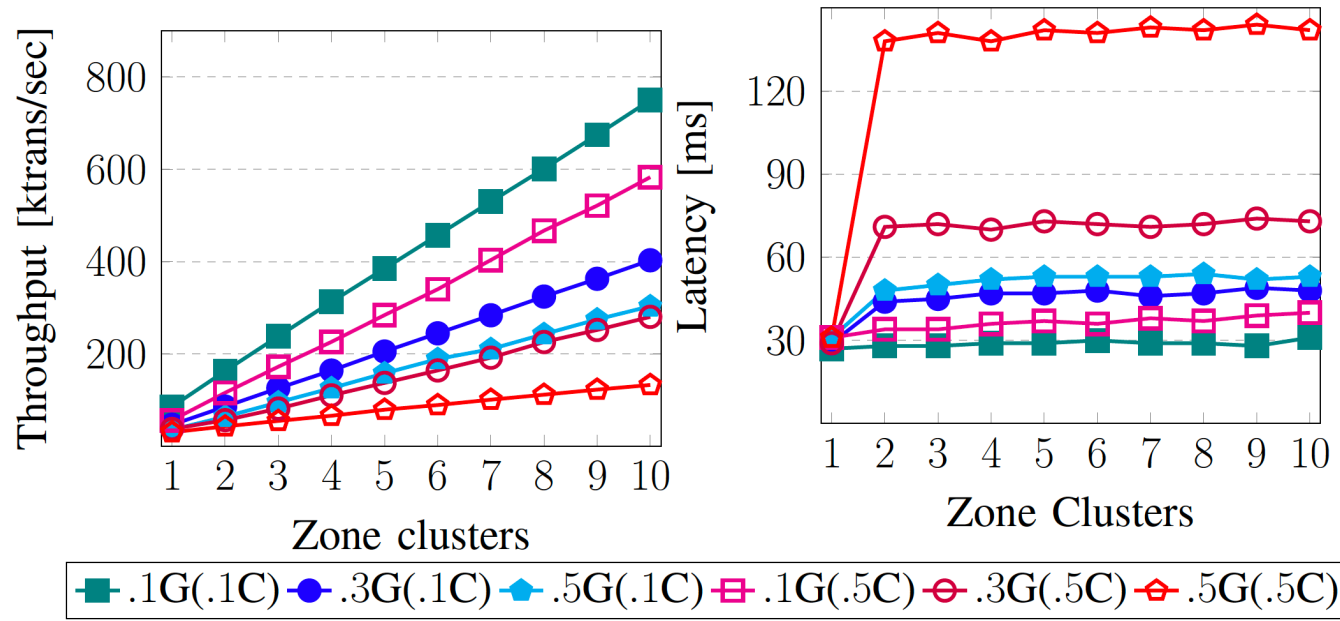 Throughput [ktrans/sec]
800
600
400
200
1 2 3 4 5 6 7 8 9 10
Zone clusters
Latency [ms]
120
90
60
30
1 2 3 4 5 6 7 8 9 10
Zone Clusters
.1G(.1C) .3G(.1C) .5G(.1C) .1G(.5C) .3G(.5C) .5G(.5C)